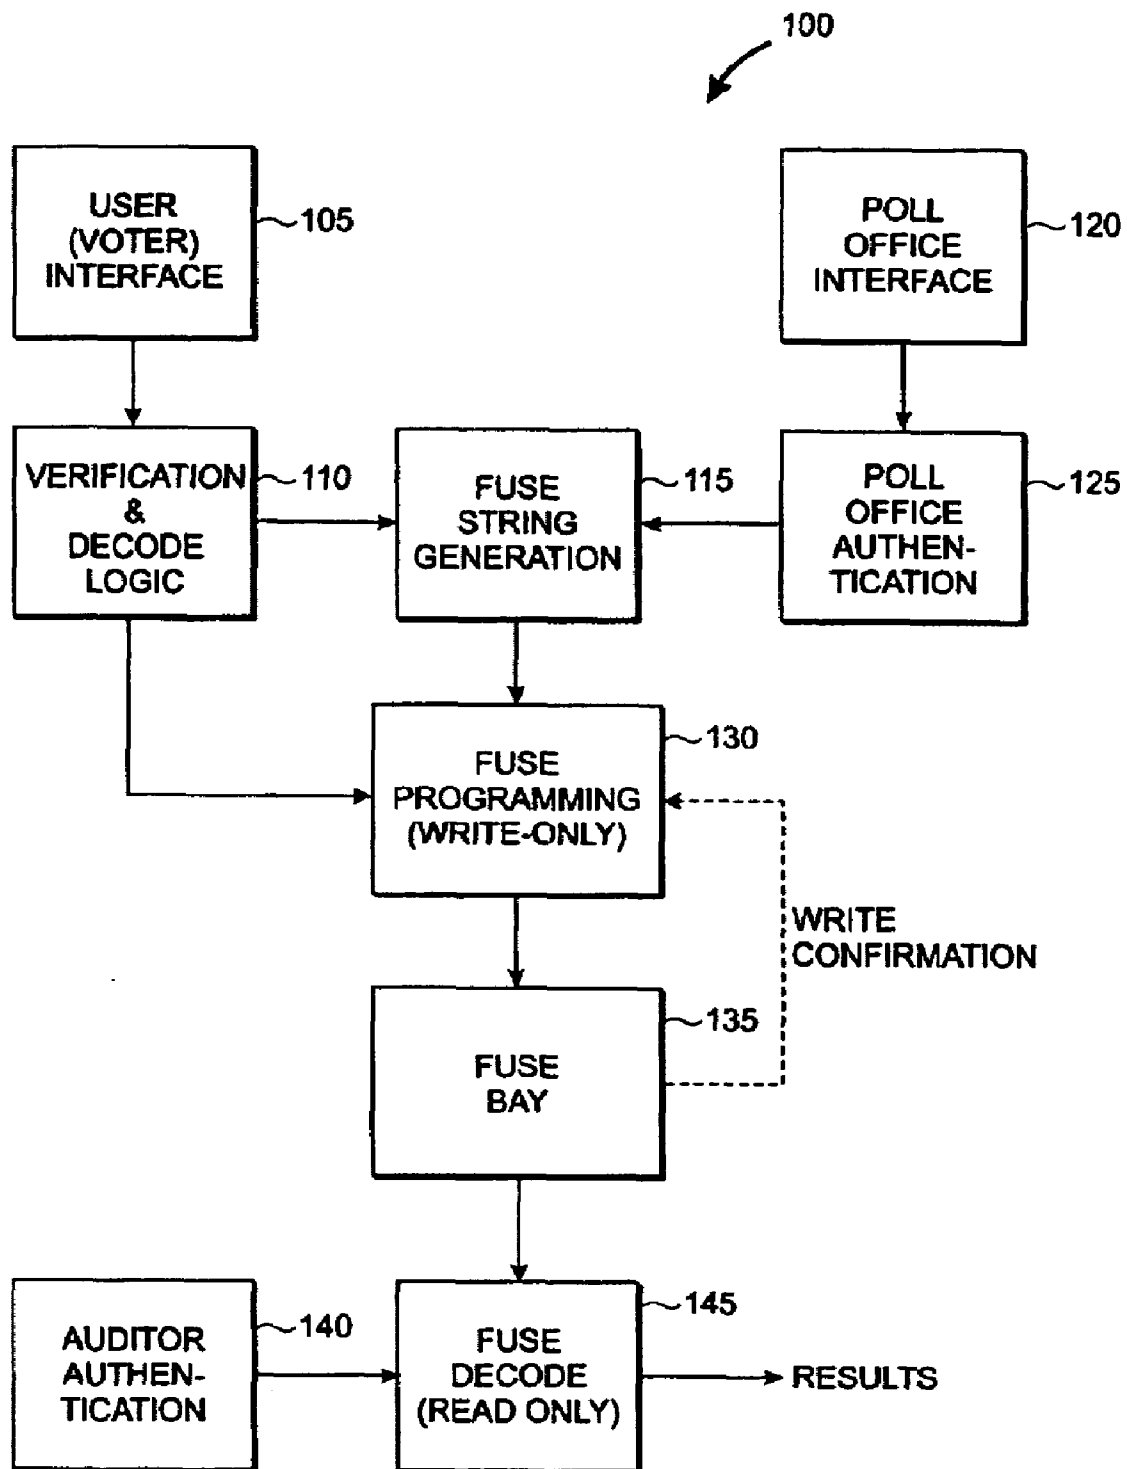 100
USER
(VOTER)
INTERFACE
105
POLL
OFFICE
INTERFACE
120
VERIFICATION
&
DECODE
LOGIC
110
FUSE
STRING
GENERATION
115
POLL
OFFICE
AUTHEN-
TICATION
125
FUSE
PROGRAMMING
(WRITE-ONLY)
130
WRITE
CONFIRMATION
FUSE
BAY
135
AUDITOR
AUTHEN-
TICATION
140
FUSE
DECODE
(READ ONLY)
145
RESULTS